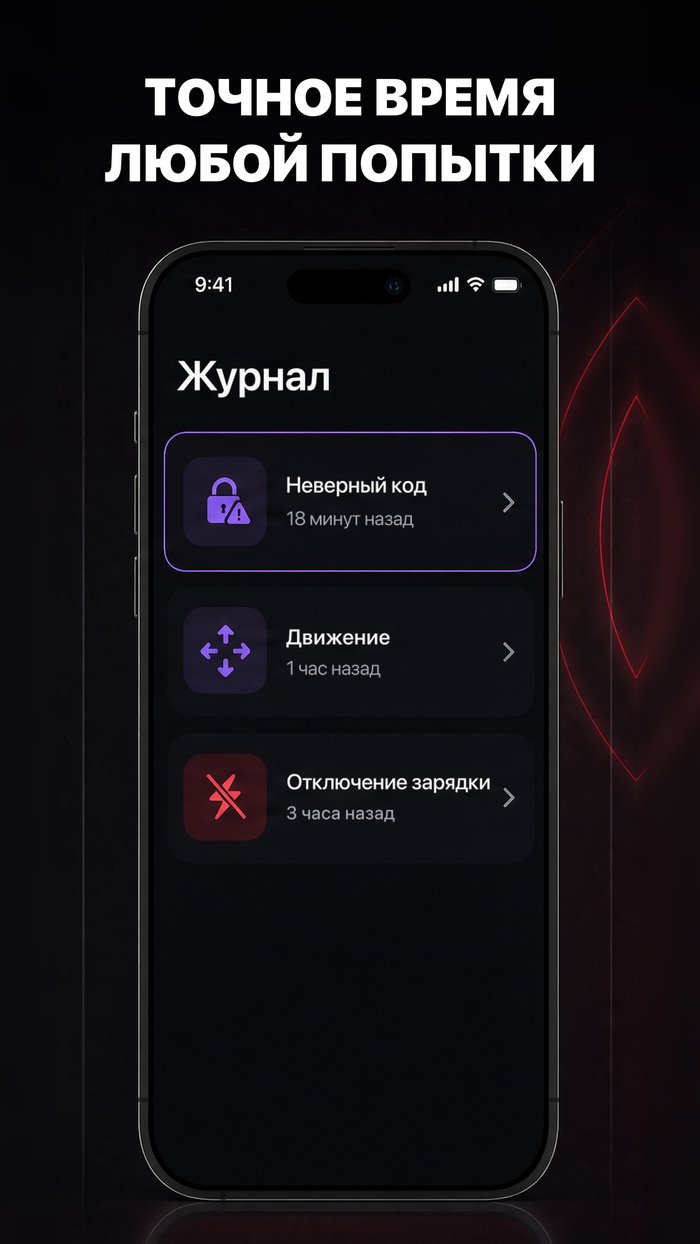 ТОЧНОЕ ВРЕМЯ
ЛЮБОЙ ПОПЫТКИ
9:41
Журнал
Неверный код
18 минут назад
Движение
1 час назад
Отключение зарядки
3 часа назад